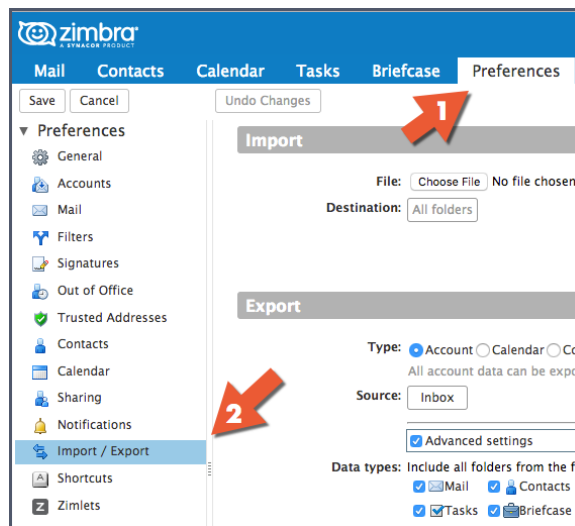 zimbra
A SYNACOR PRODUCT
Mail Contacts Calendar Tasks Briefcase Preferences
Save Cancel Undo Changes
1
Preferences
General
Accounts
Mail
Filters
Signatures
Out of Office
Trusted Addresses
Contacts
Calendar
Sharing
Notifications
Import / Export
Shortcuts
A
Zimlets
Z
2
Import
File: Choose File No file chosen
Destination: All folders
Export
Type: Account Calendar Co
All account data can be expo
Source: Inbox
Advanced settings
Data types: Include all folders from the f
Mail Contacts
Tasks Briefcase